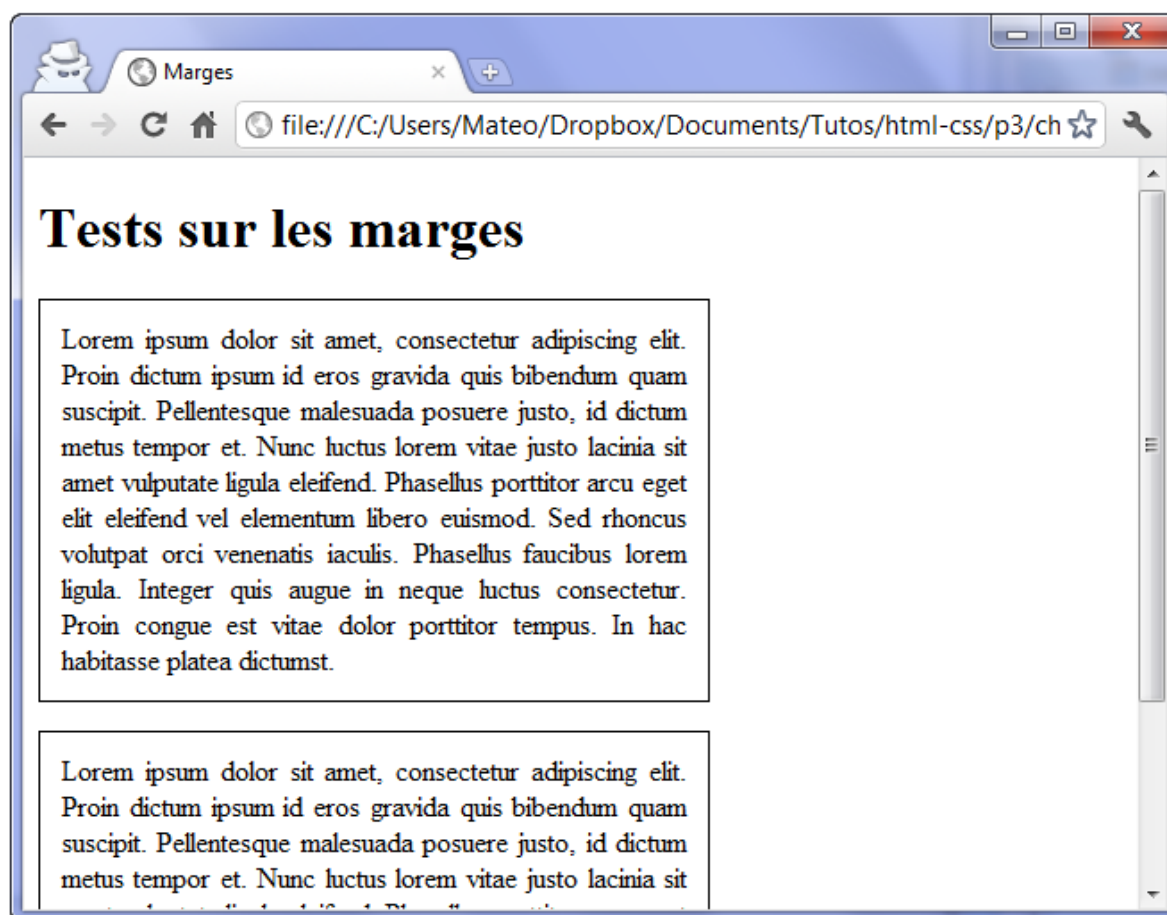 Marges
file:///C:/Users/Mateo/Dropbox/Documents/Tutos/html-css/p3/ch
Tests sur les marges
Lorem ipsum dolor sit amet, consectetur adipiscing elit.
Proin dictum ipsum id eros gravida quis bibendum quam
suscipit. Pellentesque malesuada posuere justo, id dictum
metus tempor et. Nunc luctus lorem vitae justo lacinia sit
amet vulputate ligula eleifend. Phasellus porttitor arcu eget
elit eleifend vel elementum libero euismod. Sed rhoncus
volutpat orci venenatis iaculis. Phasellus faucibus lorem
ligula. Integer quis augue in neque luctus consectetur.
Proin congue est vitae dolor porttitor tempus. In hac
habitasse platea dictumst.
Lorem ipsum dolor sit amet, consectetur adipiscing elit.
Proin dictum ipsum id eros gravida quis bibendum quam
suscipit. Pellentesque malesuada posuere justo, id dictum
metus tempor et. Nunc luctus lorem vitae justo lacinia sit